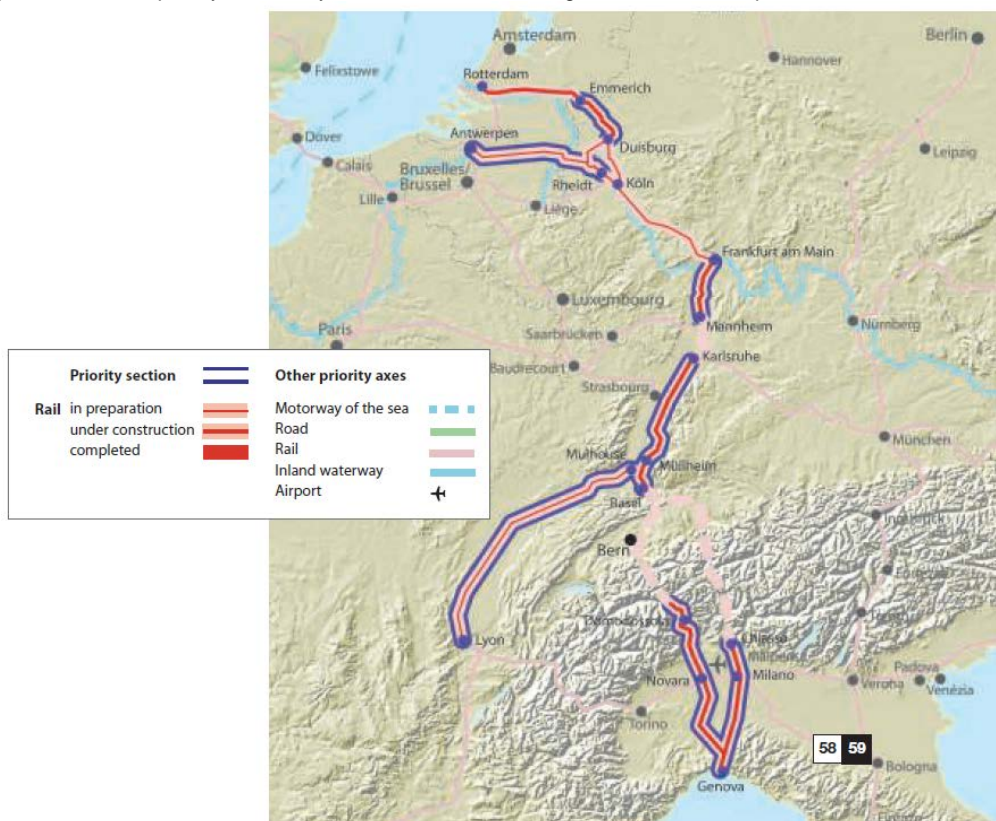 Amsterdam
Berlin
Hannover
Felixstowe
Rotterdam
Emmerich
Dover
Antwerpen
Duisburg
Leipzig
Calais
Bruxelles/
Brussel
Rheidt
Köln
Lille
Liège
Frankfurt am Main
Luxembourg
Paris
Mannheim
Nürnberg
Saarbrücken
Karlsruhe
Baudrecourt
Strasbourg
Priority section
Other priority axes
Rail in preparation
under construction
completed
Motorway of the sea
Road
Rail
Inland waterway
Airport
München
Mulhouse
Müllheim
Basel
Bern
Lyon
Novara
Milano
Verona
Padova
Venézia
Torino
58 59
Bologna
Genova